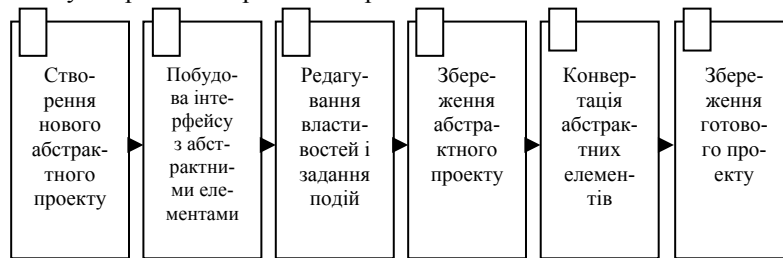 Ство-
рення
нового
абстрак-
тного
проекту
Побудо-
ва інте-
рфейсу
з абст-
рактни-
ми еле-
ментами
Редагу-
вання
власти-
востей і
задання
подій
Збере-
ження
абстра-
ктного
проекту
Конвер-
тація
абстрак-
тних
елемен-
тів
Збере-
ження
готово-
го про-
екту